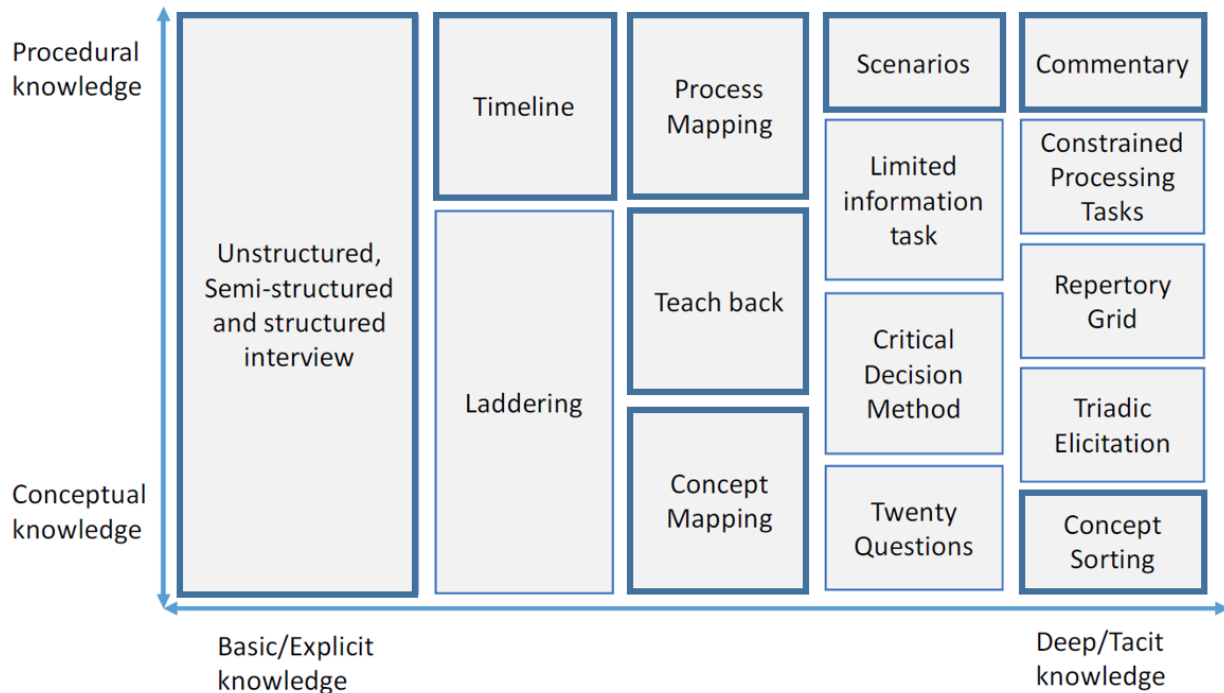 Procedural
knowledge
Conceptual
knowledge
Unstructured,
Semi-structured
and structured
interview
Timeline
Laddering
Process
Mapping
Teach back
Concept
Mapping
Scenarios
Limited
information
task
Critical
Decision
Method
Twenty
Questions
Commentary
Constrained
Processing
Tasks
Repertory
Grid
Triadic
Elicitation
Concept
Sorting
Basic/Explicit
knowledge
Deep/Tacit
knowledge